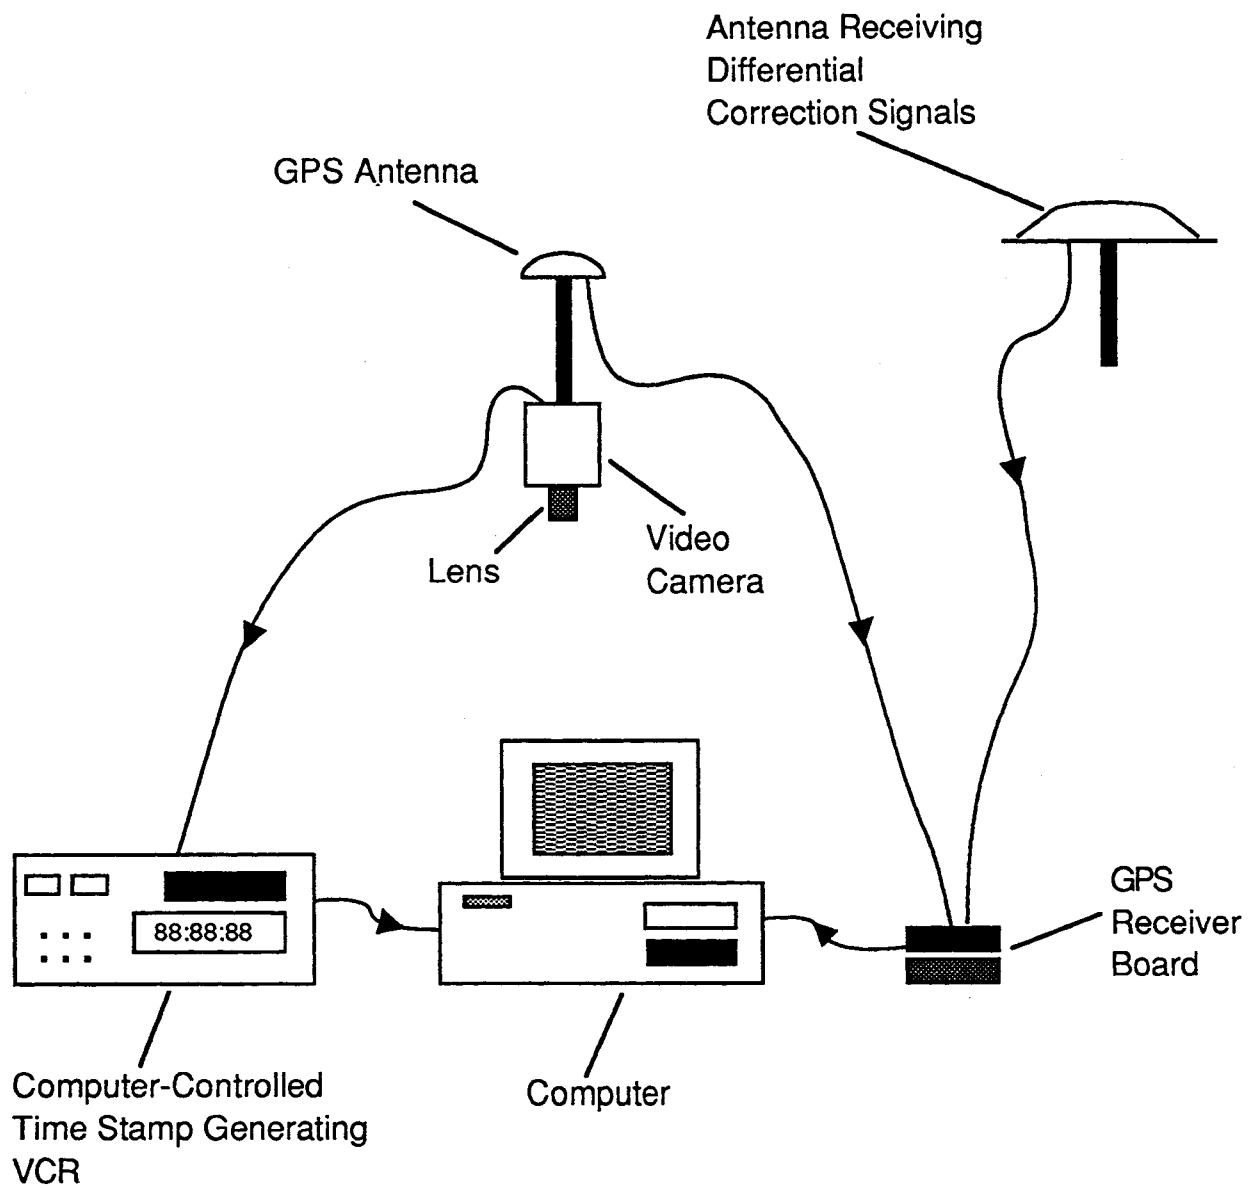 Antenna Receiving
Differential
Correction Signals
GPS Antenna
Video
Camera
Lens
88:88:88
GPS
Receiver
Board
Computer-Controlled
Time Stamp Generating
VCR
Computer